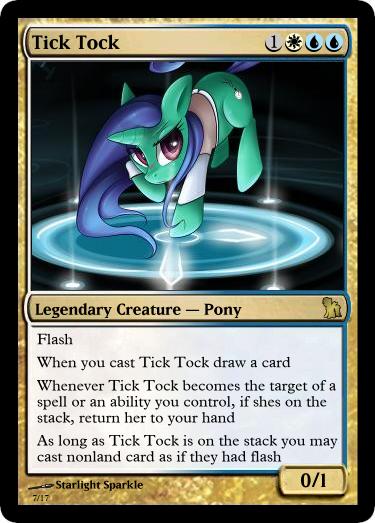 Tick Tock 1
Legendary Creature — Pony
Flash
When you cast Tick Tock draw a card
Whenever Tick Tock becomes the target of a
spell or an ability you control, if shes on the
stack, return her to your hand
As long as Tick Tock is on the stack you may
cast nonland card as if they had flash
0/1
Starlight Sparkle
7/17